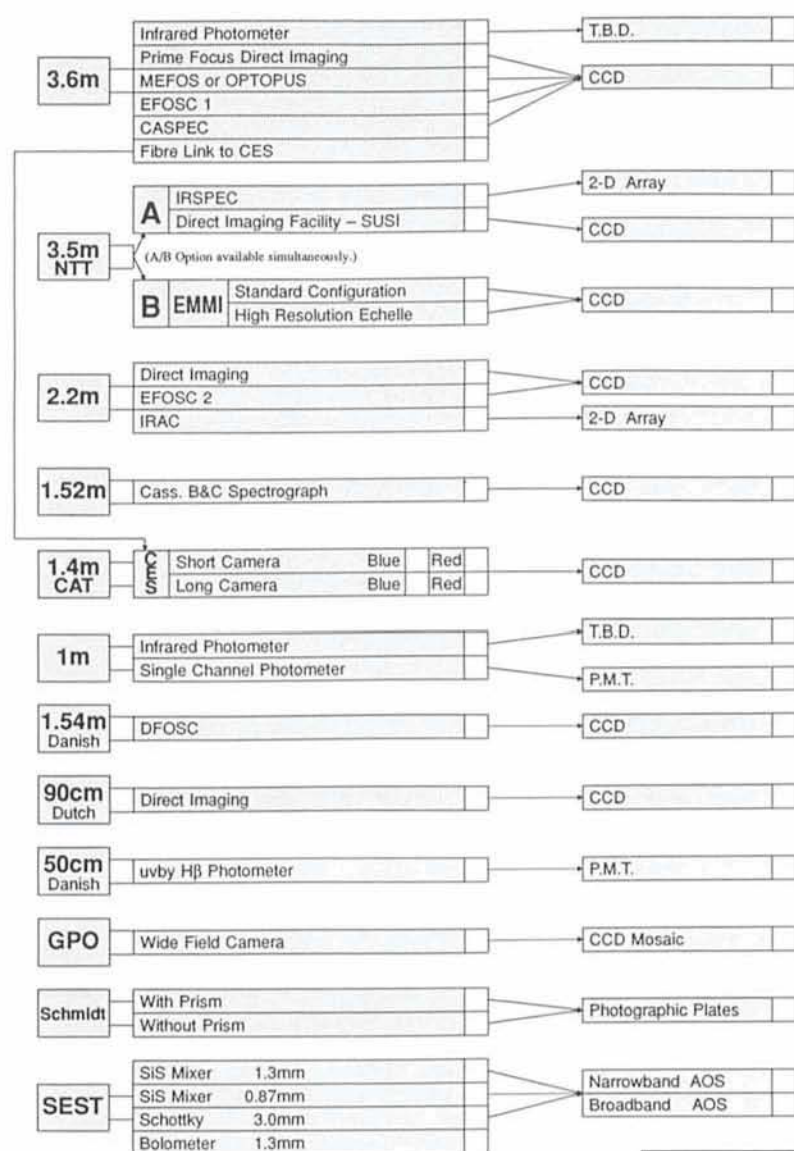 Infrared Photometer
T.B.D.
3.6m
Prime Focus Direct Imaging
MEFOS or OPTOPUS
CCD
EFOSC 1
CASPEC
Fibre Link to CES
3.5m
NTT
A
IRSPEC
2-D Array
Direct Imaging Facility – SUSI
CCD
(A/B Option available simultaneously.)
B
EMMI
Standard Configuration
High Resolution Echelle
CCD
2.2m
Direct Imaging
EFOSC 2
CCD
IRAC
2-D Array
1.52m
Cass. B&C Spectrograph
CCD
1.4m
CAT
CES
Short Camera Blue Red
Long Camera Blue Red
CCD
1m
Infrared Photometer
T.B.D.
Single Channel Photometer
P.M.T.
1.54m
Danish
DFOSC
CCD
90cm
Dutch
Direct Imaging
CCD
50cm
Danish
uvby Hβ Photometer
P.M.T.
GPO
Wide Field Camera
CCD Mosaic
Schmidt
With Prism
Without Prism
Photographic Plates
SEST
SiS Mixer 1.3mm
SiS Mixer 0.87mm
Schottky 3.0mm
Bolometer 1.3mm
Narrowband AOS
Broadband AOS